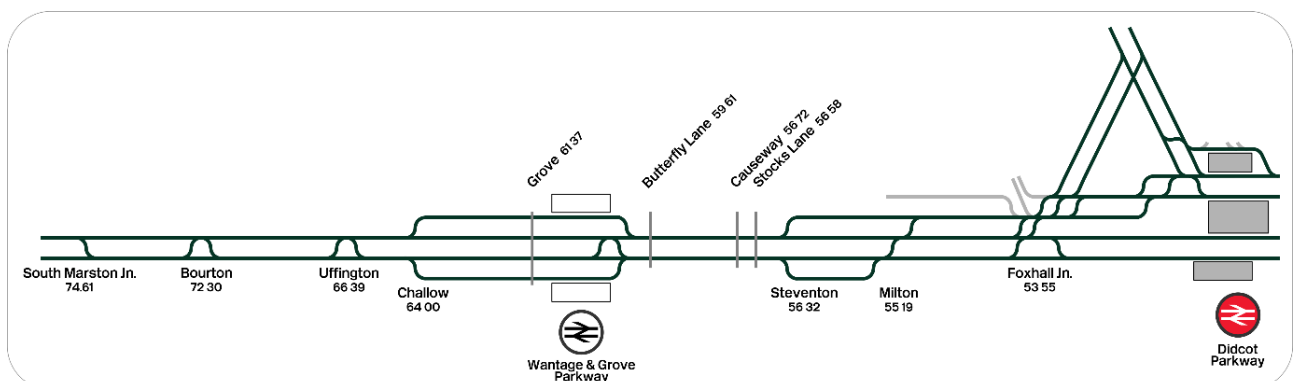 Grove 6137
Butterfly Lane 59 61
Causeway 56 72
Stocks Lane 56 58
South Marston Jn.
74.61
Bourton
72 30
Uffington
66 39
Challow
64 00
Wantage & Grove
Parkway
Steventon
56 32
Milton
55 19
Foxhall Jn.
53 55
Didcot
Parkway